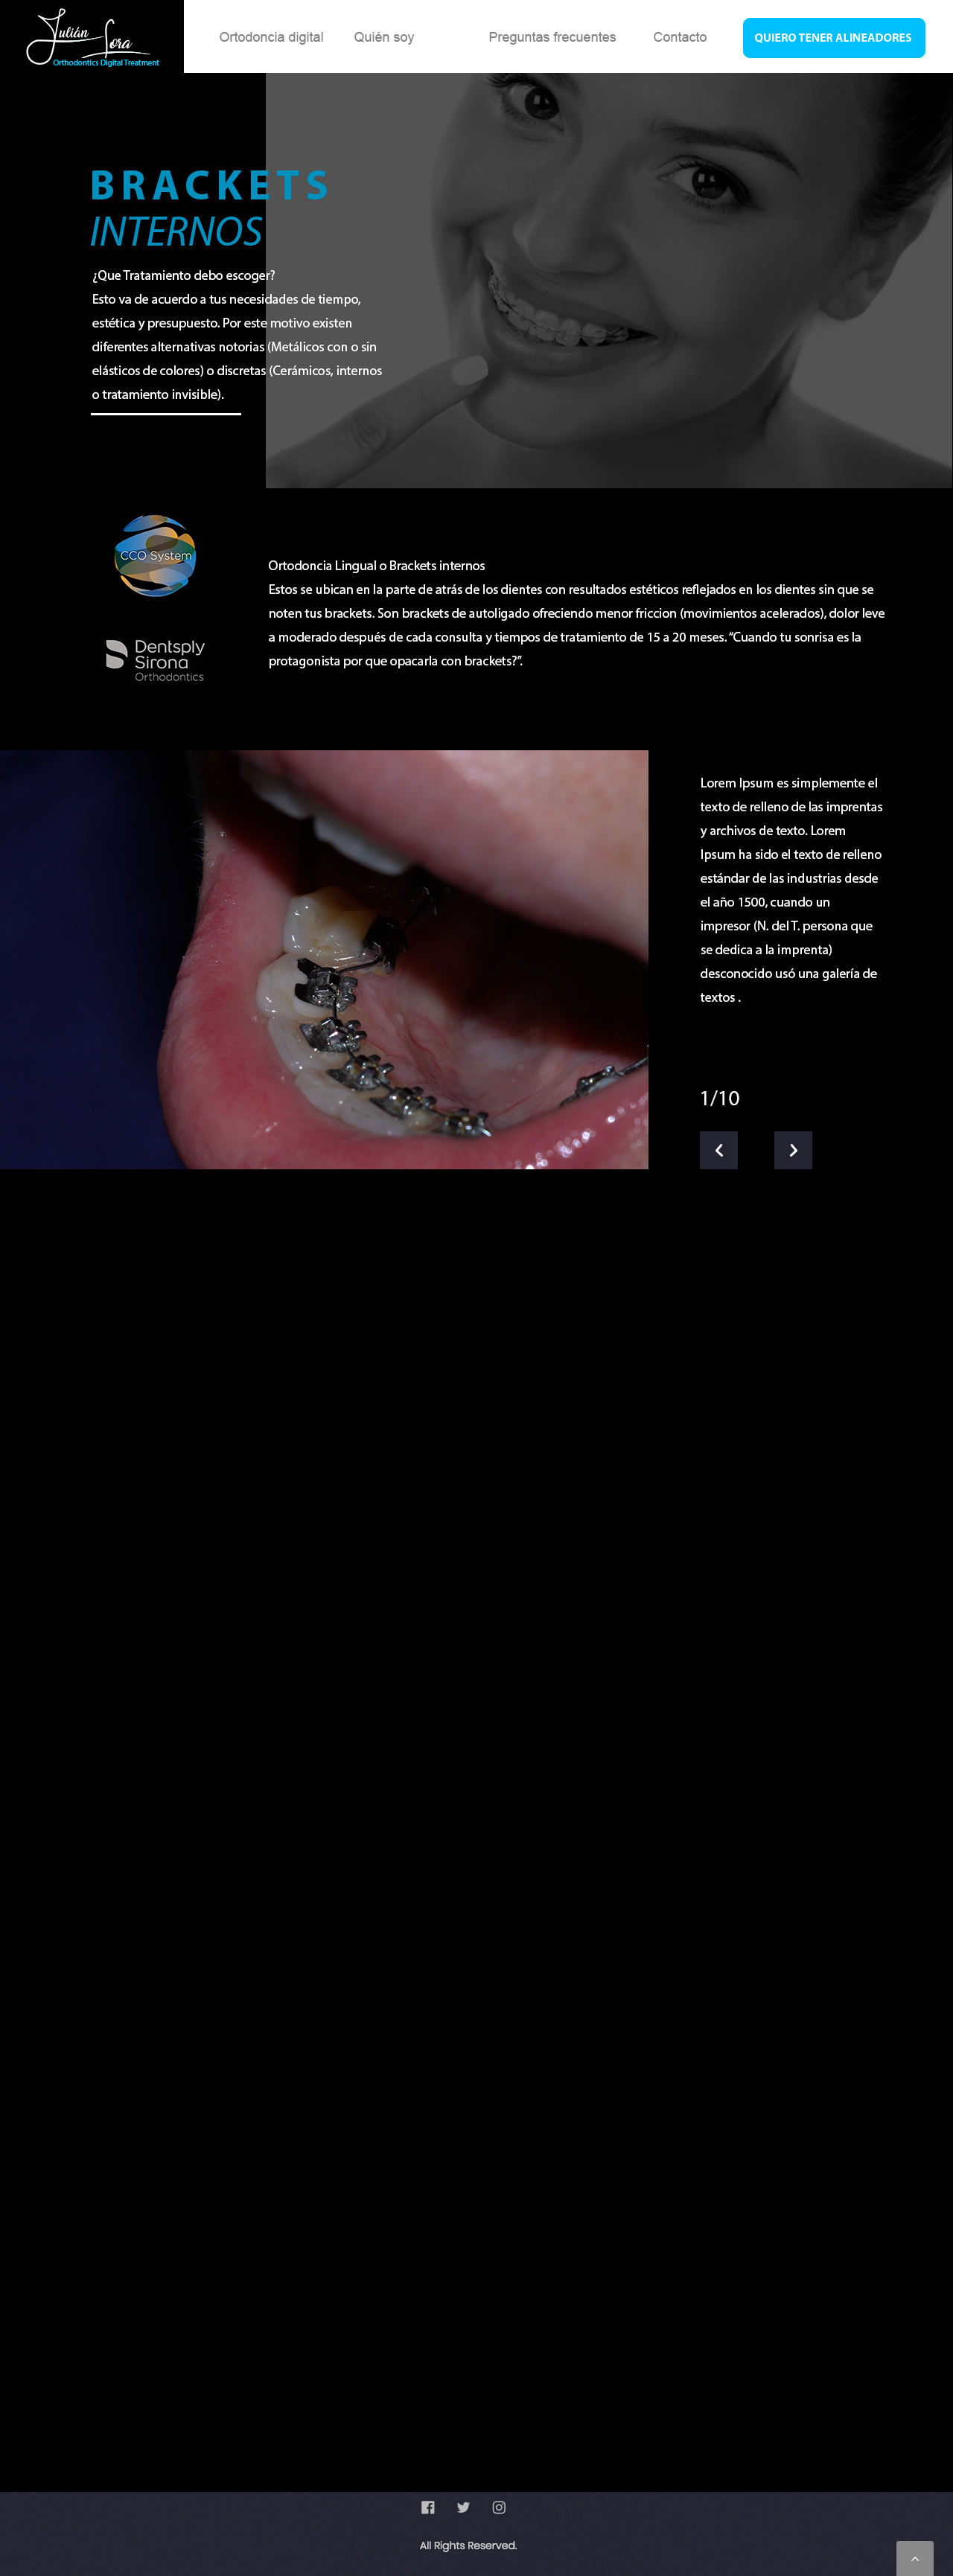 Julián Lora
Orthodontics Digital Treatment
Ortodoncia digital
Quién soy
Preguntas frecuentes
Contacto
QUIERO TENER ALINEADORES
BRACKETS
INTERNOS
¿Que Tratamiento debo escoger?
Esto va de acuerdo a tus necesidades de tiempo,
estética y presupuesto. Por este motivo existen
diferentes alternativas notorias (Metálicos con o sin
elásticos de colores) o discretas (Cerámicos, internos
o tratamiento invisible).
CCO System
Dentsply
Sirona
Orthodontics
Ortodoncia Lingual o Brackets internos
Estos se ubican en la parte de atrás de los dientes con resultados estéticos reflejados en los dientes sin que se
noten tus brackets. Son brackets de autoligado ofreciendo menor friccion (movimientos acelerados), dolor leve
a moderado después de cada consulta y tiempos de tratamiento de 15 a 20 meses. “Cuando tu sonrisa es la
protagonista por que opacarla con brackets?”.
Lorem Ipsum es simplemente el
texto de relleno de las imprentas
y archivos de texto. Lorem
Ipsum ha sido el texto de relleno
estándar de las industrias desde
el año 1500, cuando un
impresor (N. del T. persona que
se dedica a la imprenta)
desconocido usó una galería de
textos .
1/10
All Rights Reserved.